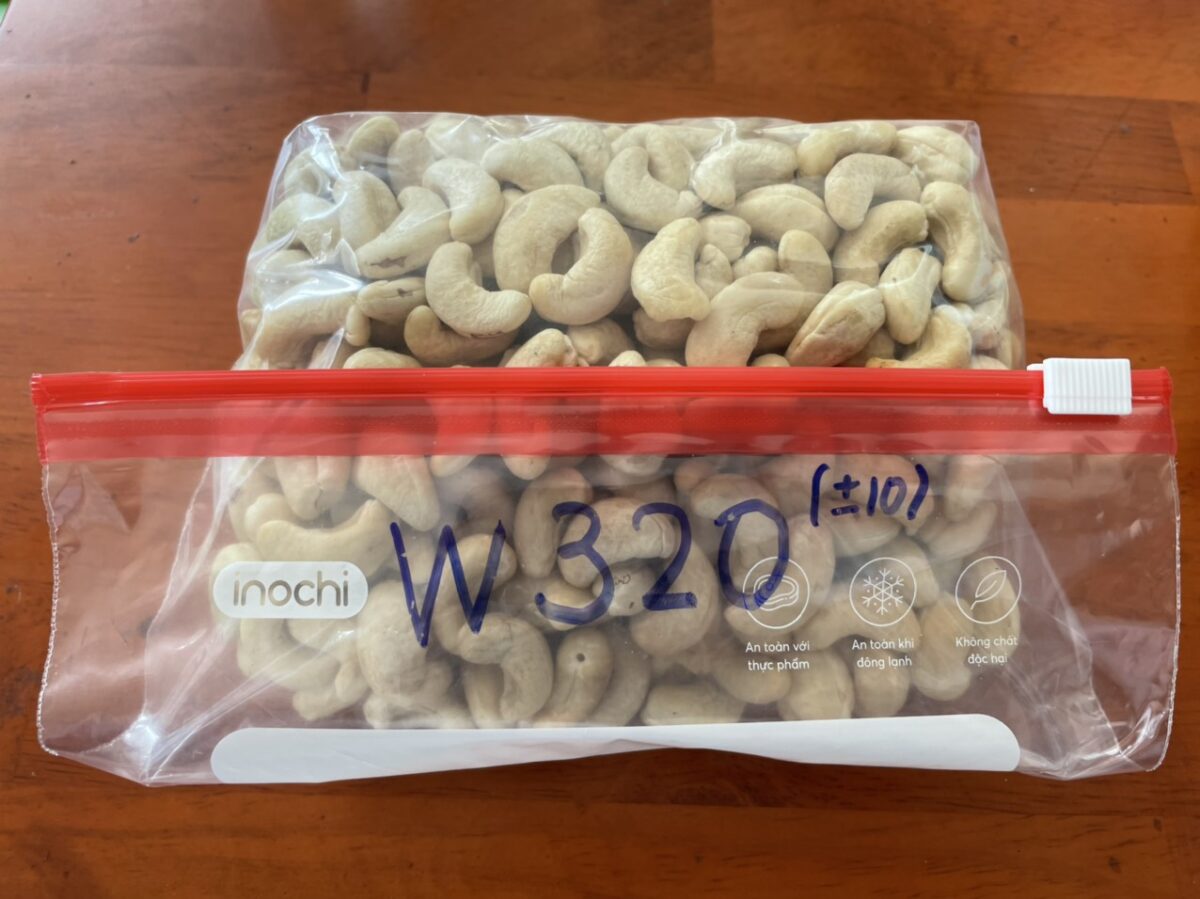 W320 (±10)
inochi
An toàn với
thực phẩm
An toàn khi
đông lạnh
Không chất
độc hại